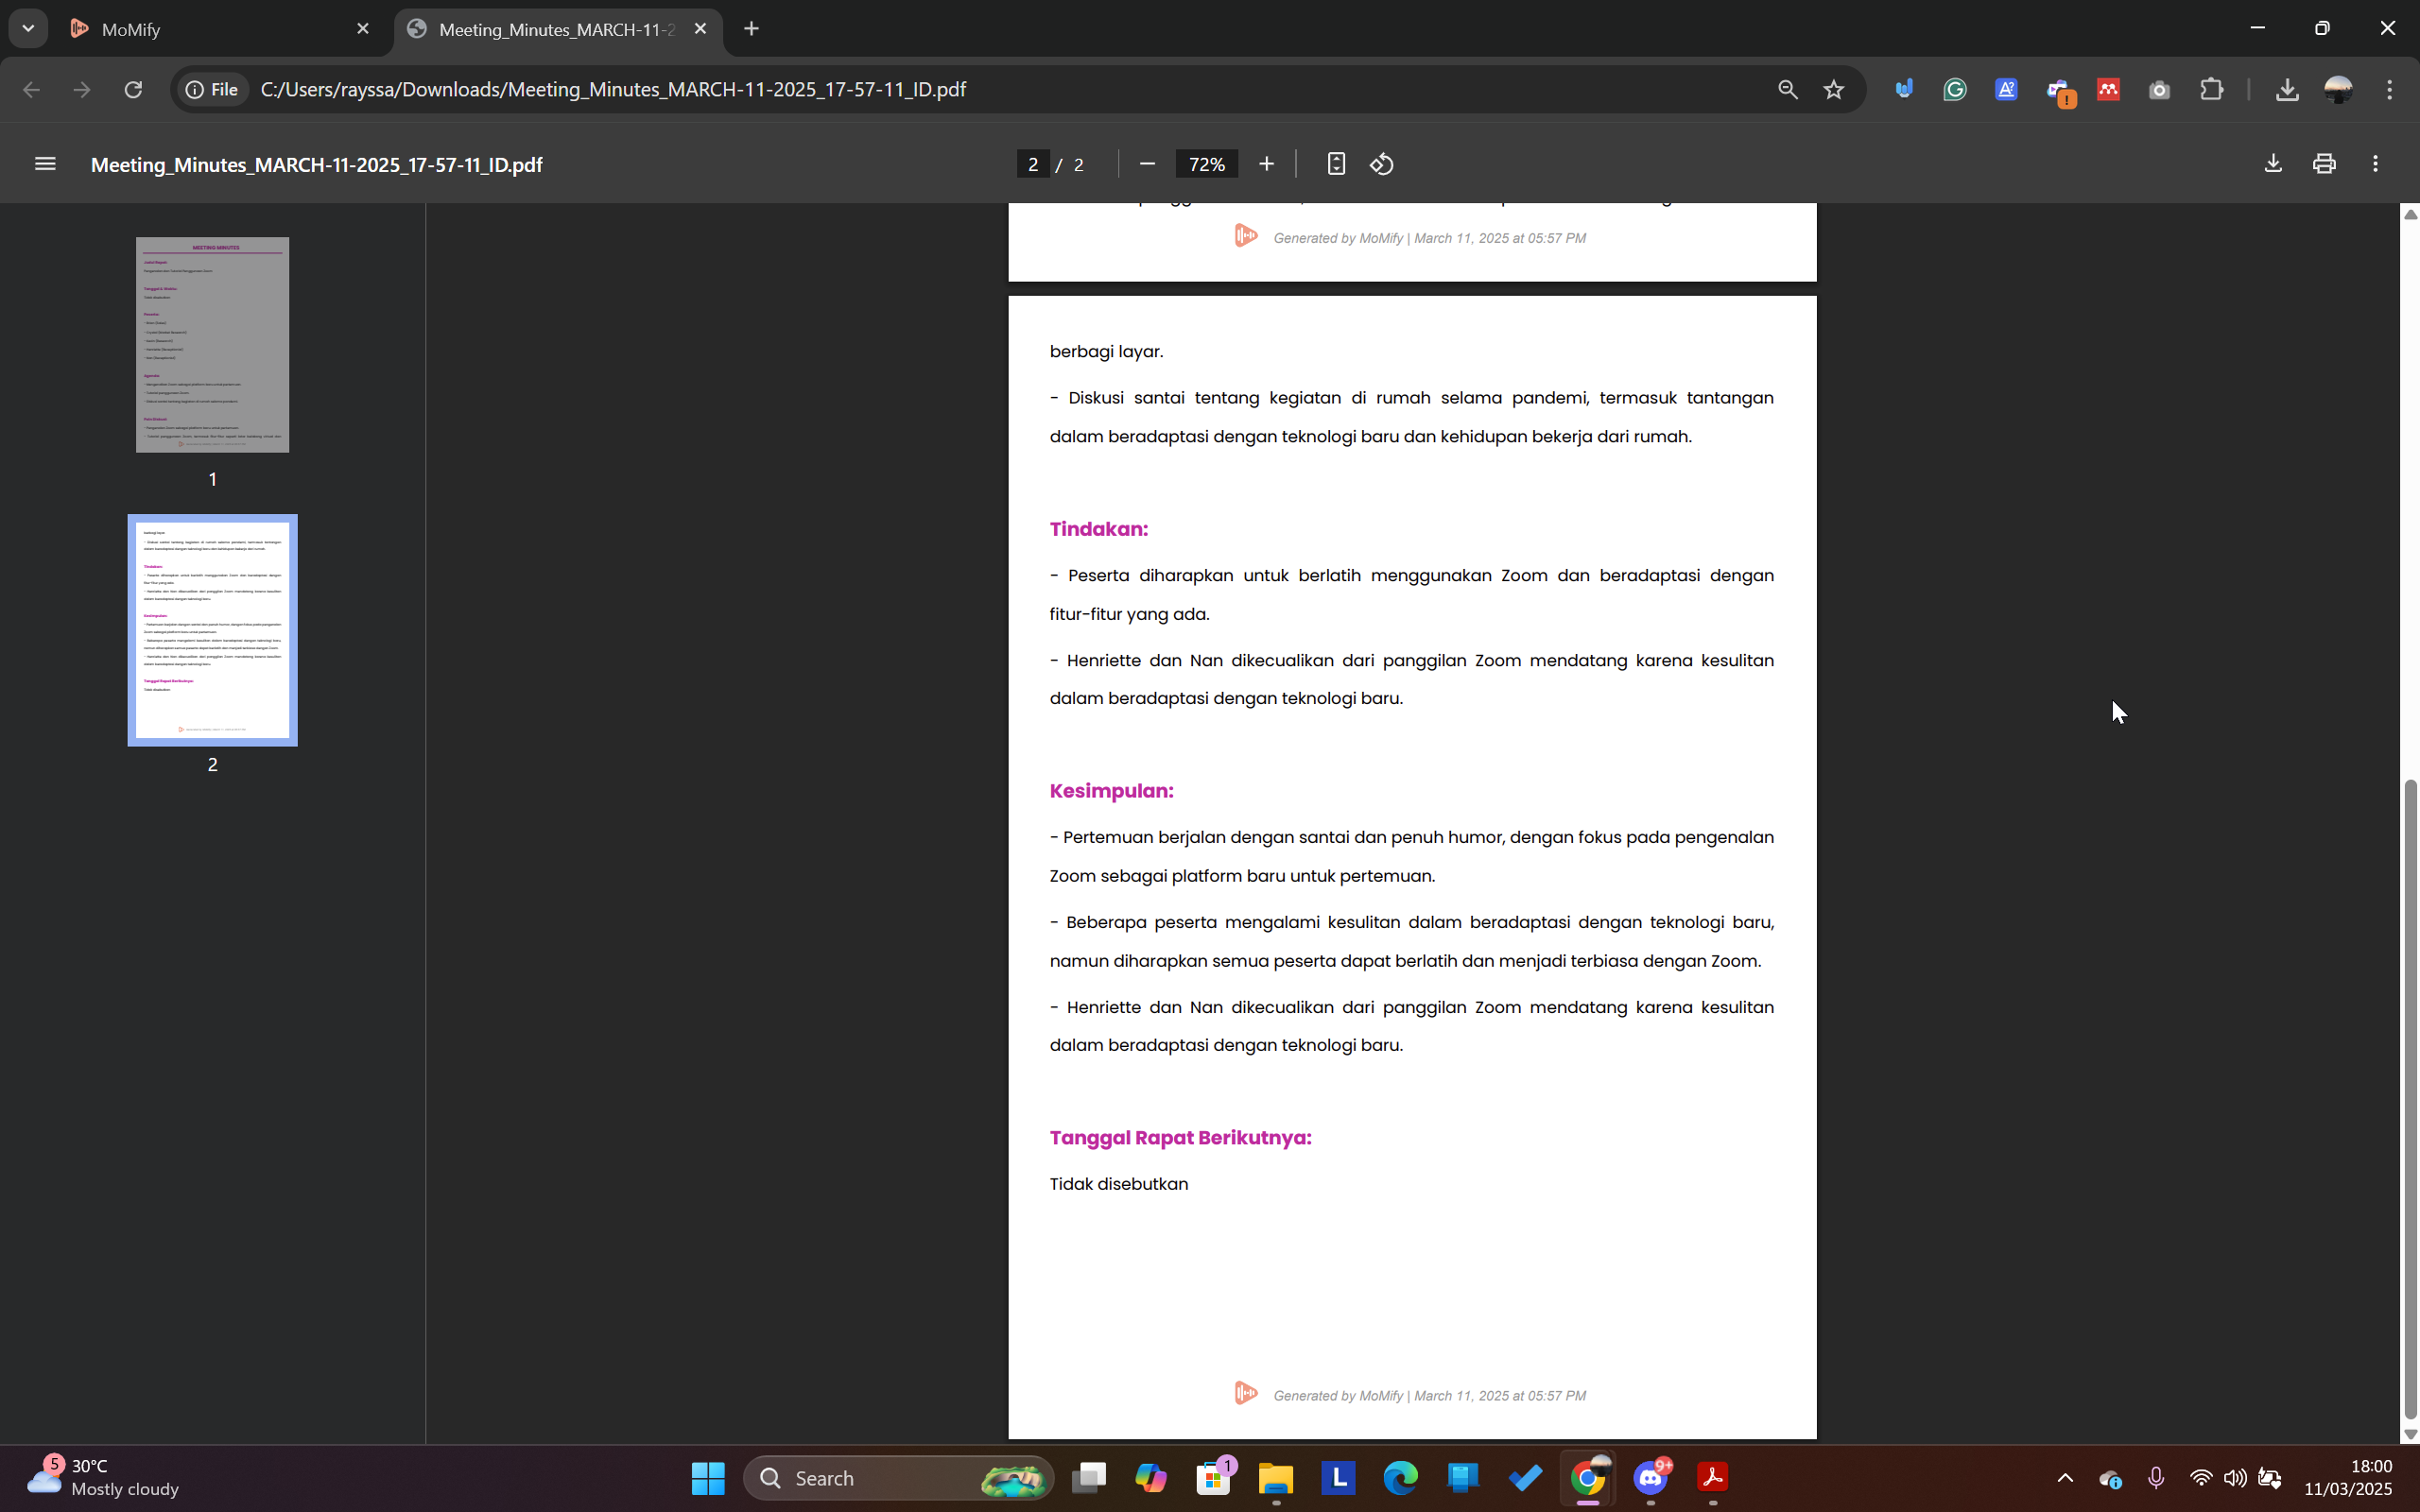 MoMify
Meeting_Minutes_MARCH-11-2
File
C:/Users/rayssa/Downloads/Meeting_Minutes_MARCH-11-2025_17-57-11_ID.pdf
Meeting_Minutes_MARCH-11-2025_17-57-11_ID.pdf
2 / 2
72%
MEETING MINUTES
1
2
Generated by MoMify | March 11, 2025 at 05:57 PM
berbagi layar.
- Diskusi santai tentang kegiatan di rumah selama pandemi, termasuk tantangan
dalam beradaptasi dengan teknologi baru dan kehidupan bekerja dari rumah.
Tindakan:
- Peserta diharapkan untuk berlatih menggunakan Zoom dan beradaptasi dengan
fitur-fitur yang ada.
- Henriette dan Nan dikecualikan dari panggilan Zoom mendatang karena kesulitan
dalam beradaptasi dengan teknologi baru.
Kesimpulan:
- Pertemuan berjalan dengan santai dan penuh humor, dengan fokus pada pengenalan
Zoom sebagai platform baru untuk pertemuan.
- Beberapa peserta mengalami kesulitan dalam beradaptasi dengan teknologi baru,
namun diharapkan semua peserta dapat berlatih dan menjadi terbiasa dengan Zoom.
- Henriette dan Nan dikecualikan dari panggilan Zoom mendatang karena kesulitan
dalam beradaptasi dengan teknologi baru.
Tanggal Rapat Berikutnya:
Tidak disebutkan
Generated by MoMify | March 11, 2025 at 05:57 PM
5
30°C
Mostly cloudy
Search
1
L
9+
18:00
11/03/2025